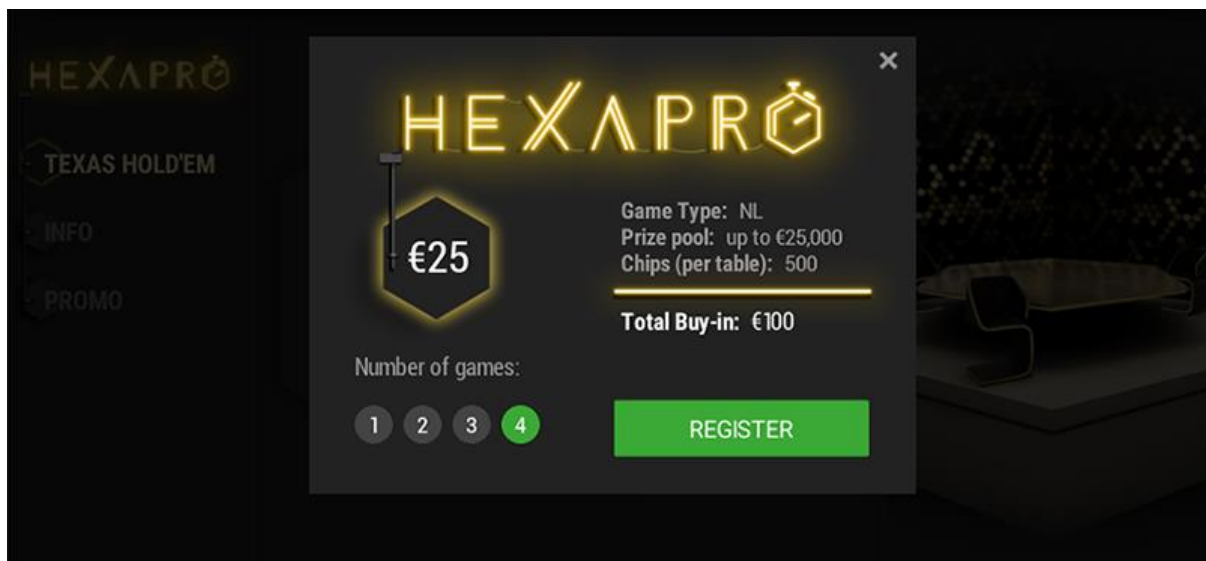 HEXAPRO
TEXAS HOLD'EM
INFO
PROMO
HEXAPRO
€25
Game Type: NL
Prize pool: up to €25,000
Chips (per table): 500
Total Buy-in: €100
Number of games:
1 2 3 4
REGISTER